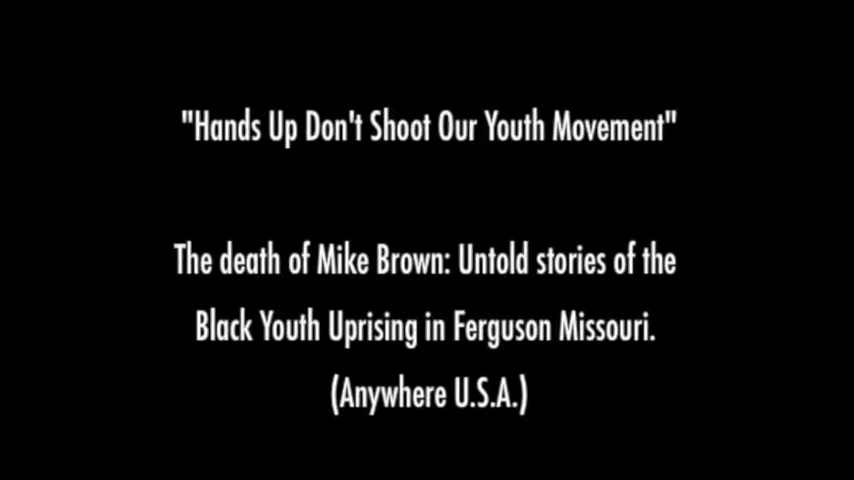 "Hands Up Don't Shoot Our Youth Movement"
The death of Mike Brown: Untold stories of the
Black Youth Uprising in Ferguson Missouri.
(Anywhere U.S.A.)